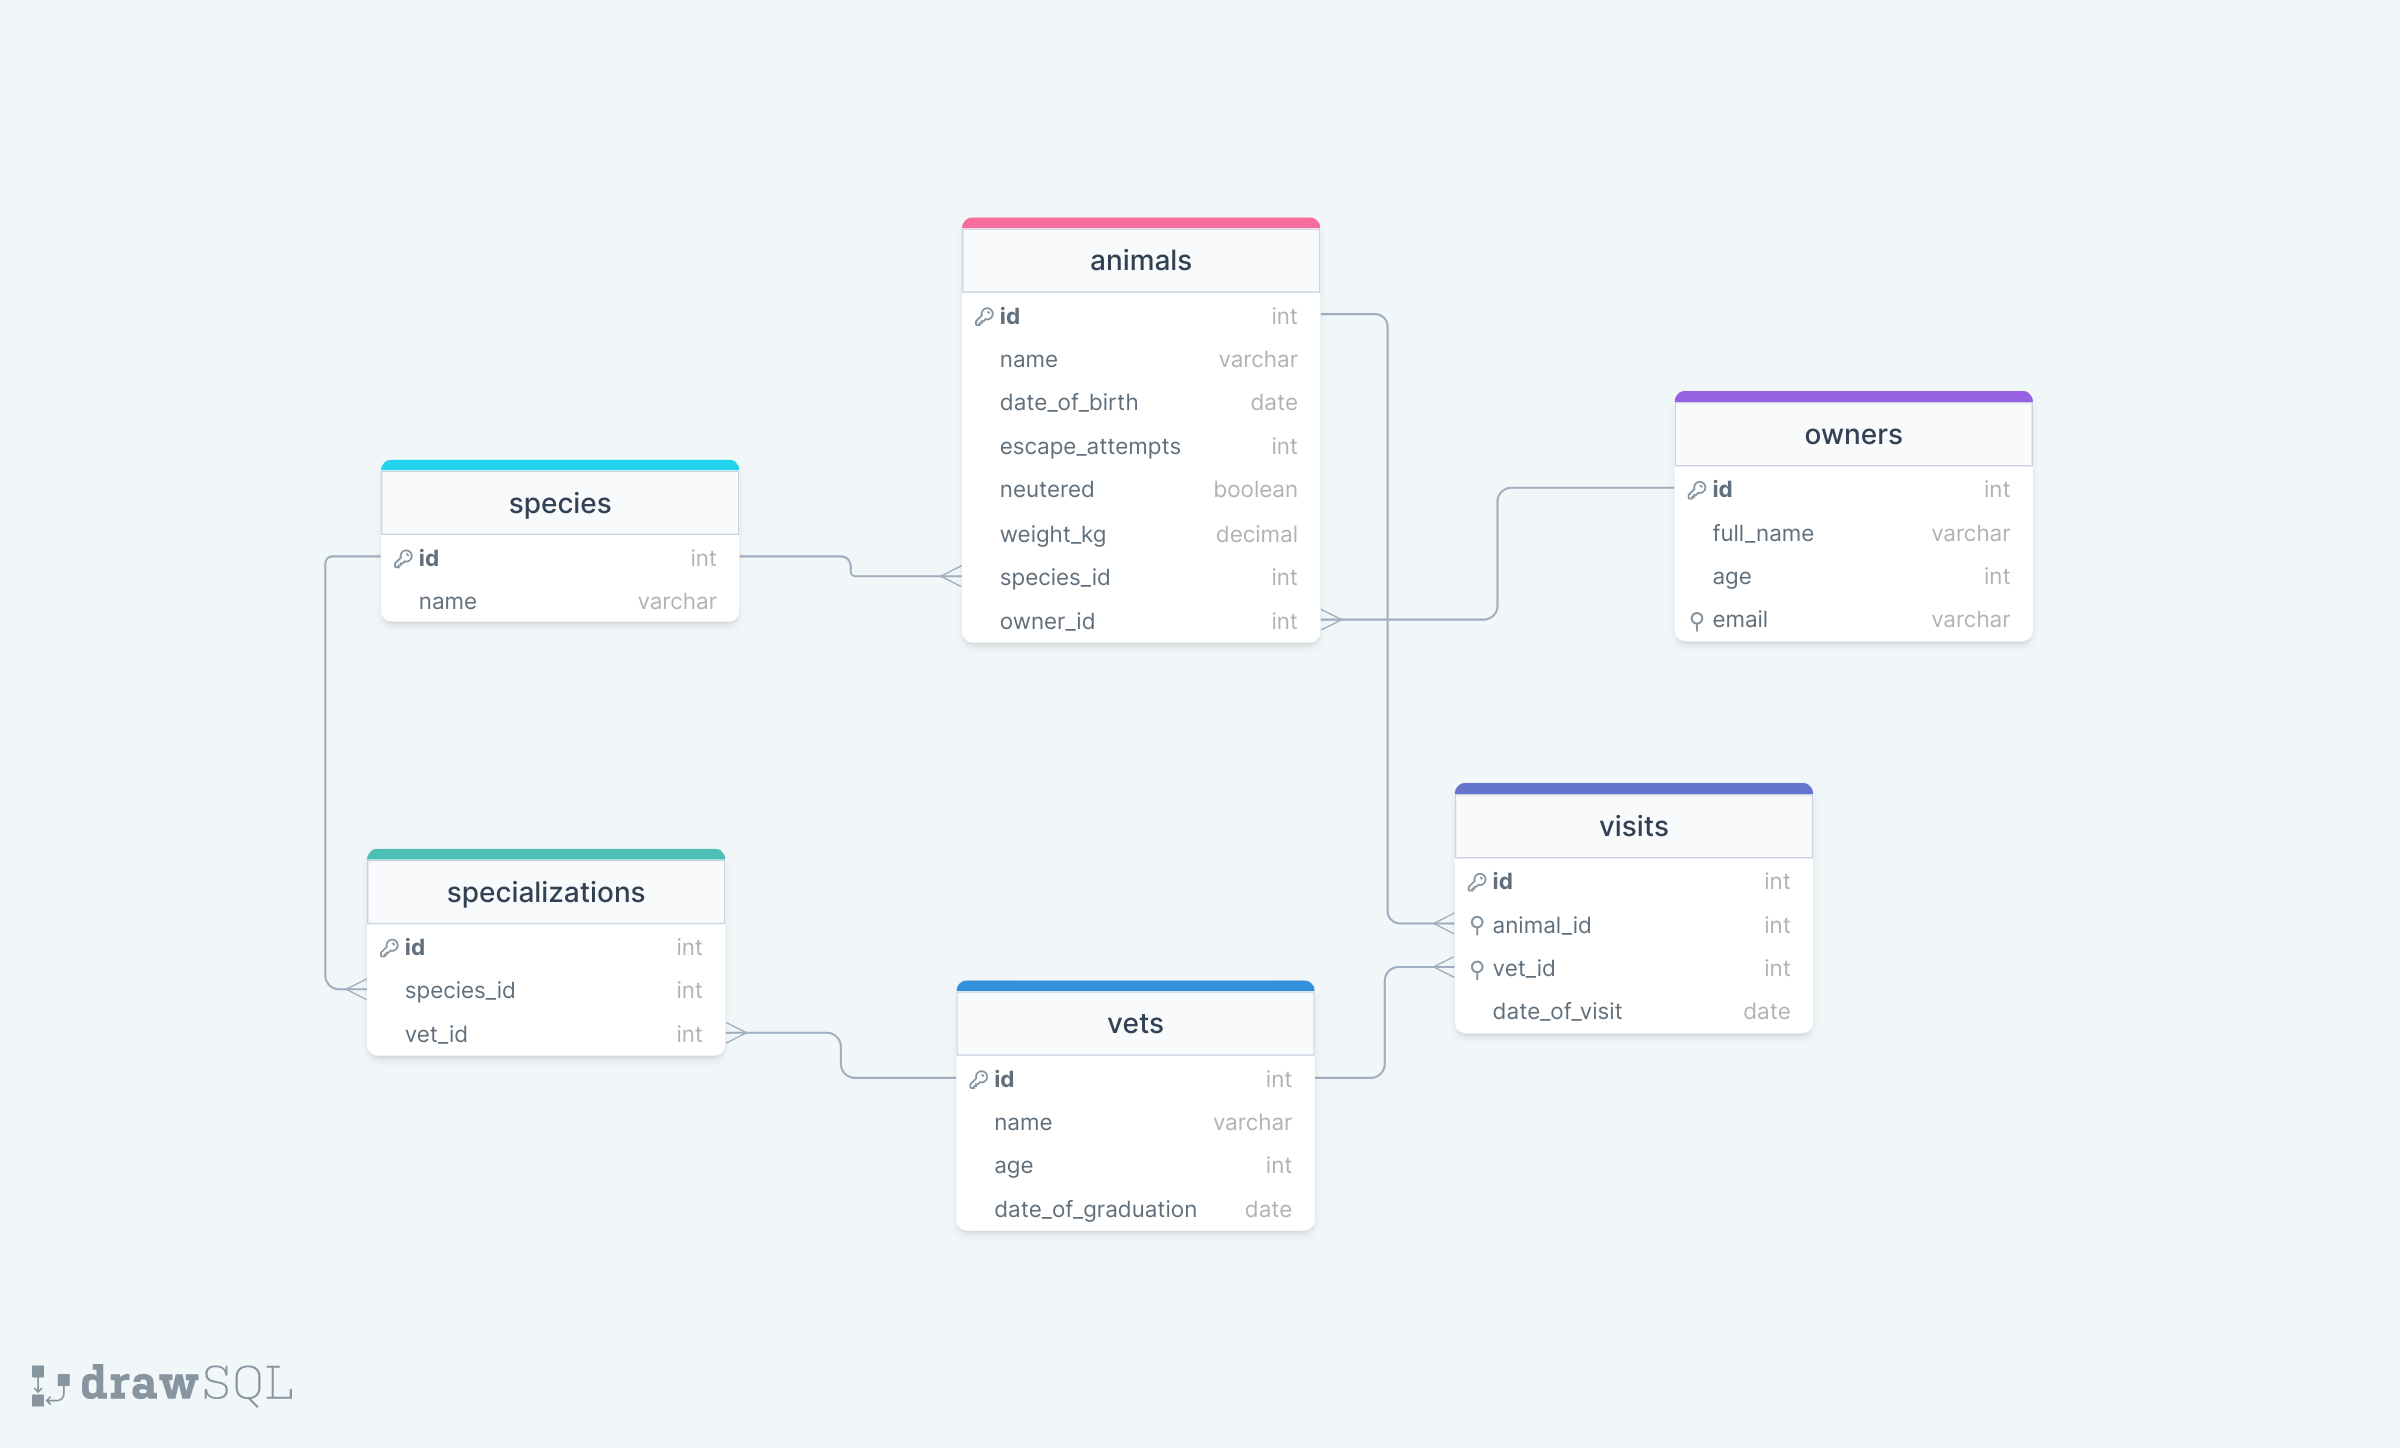 animals
id int
name varchar
date_of_birth date
escape_attempts int
neutered boolean
weight_kg decimal
species_id int
owner_id int
owners
id int
full_name varchar
age int
email varchar
species
id int
name varchar
visits
id int
animal_id int
vet_id int
date_of_visit date
specializations
id int
species_id int
vet_id int
vets
id int
name varchar
age int
date_of_graduation date
drawSQL